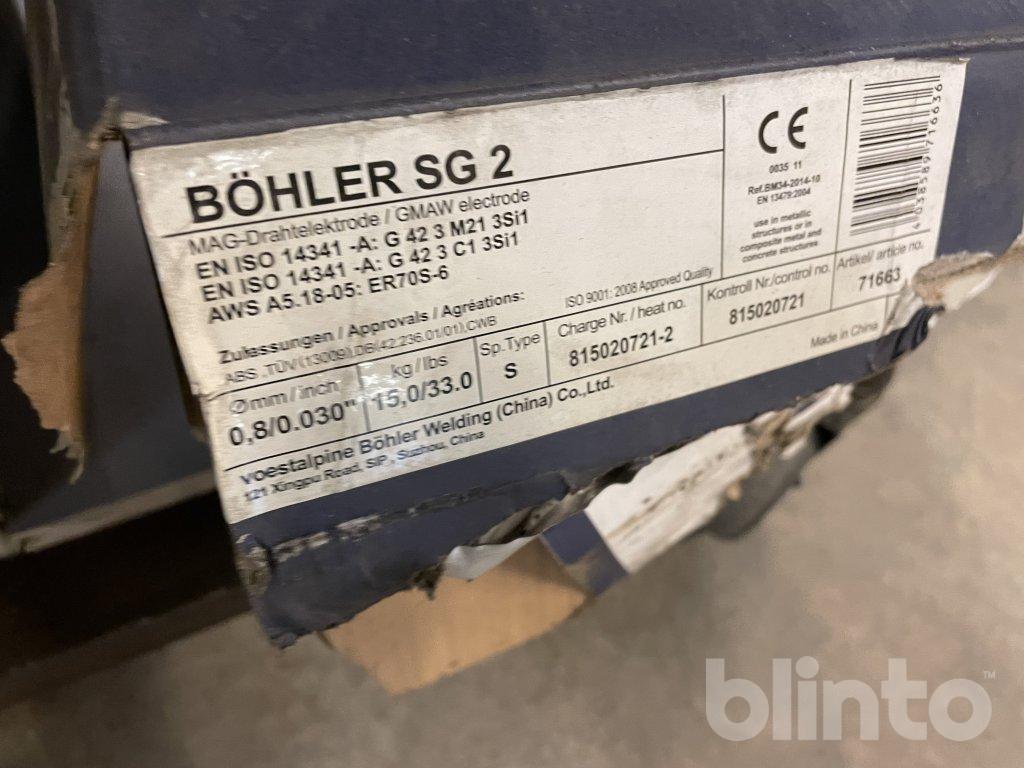 BÖHLER SG 2
MAG-Drahtelektrode / GMAW electrode
EN ISO 14341 -A: G 42 3 M21 3Si1
EN ISO 14341 -A: G 42 3 C1 3Si1
AWS A5.18-05: ER70S-6
Zulassungen / Approvals / Agréations:
ABS ,TÜV(13009),DB(42.236.01/01),CWB
ISO 9001: 2008 Approved Quality
CE
0035 11
Ref.BM34-2014-10
EN 13479:2004
use in metallic
structures or in
composite metal and
concrete structures
4 038589 716636
Ømm / inch
0,8/0.030"
kg / lbs
15,0/33.0
Sp.Type
S
Charge Nr. / heat no.
815020721-2
Kontroll Nr/control no.
815020721
Artikel/ article no.
71663
voestalpine Böhler Welding (China) Co.,Ltd.
121 Xingpu Road, SIP, Suzhou, China
Made in China
blinto™